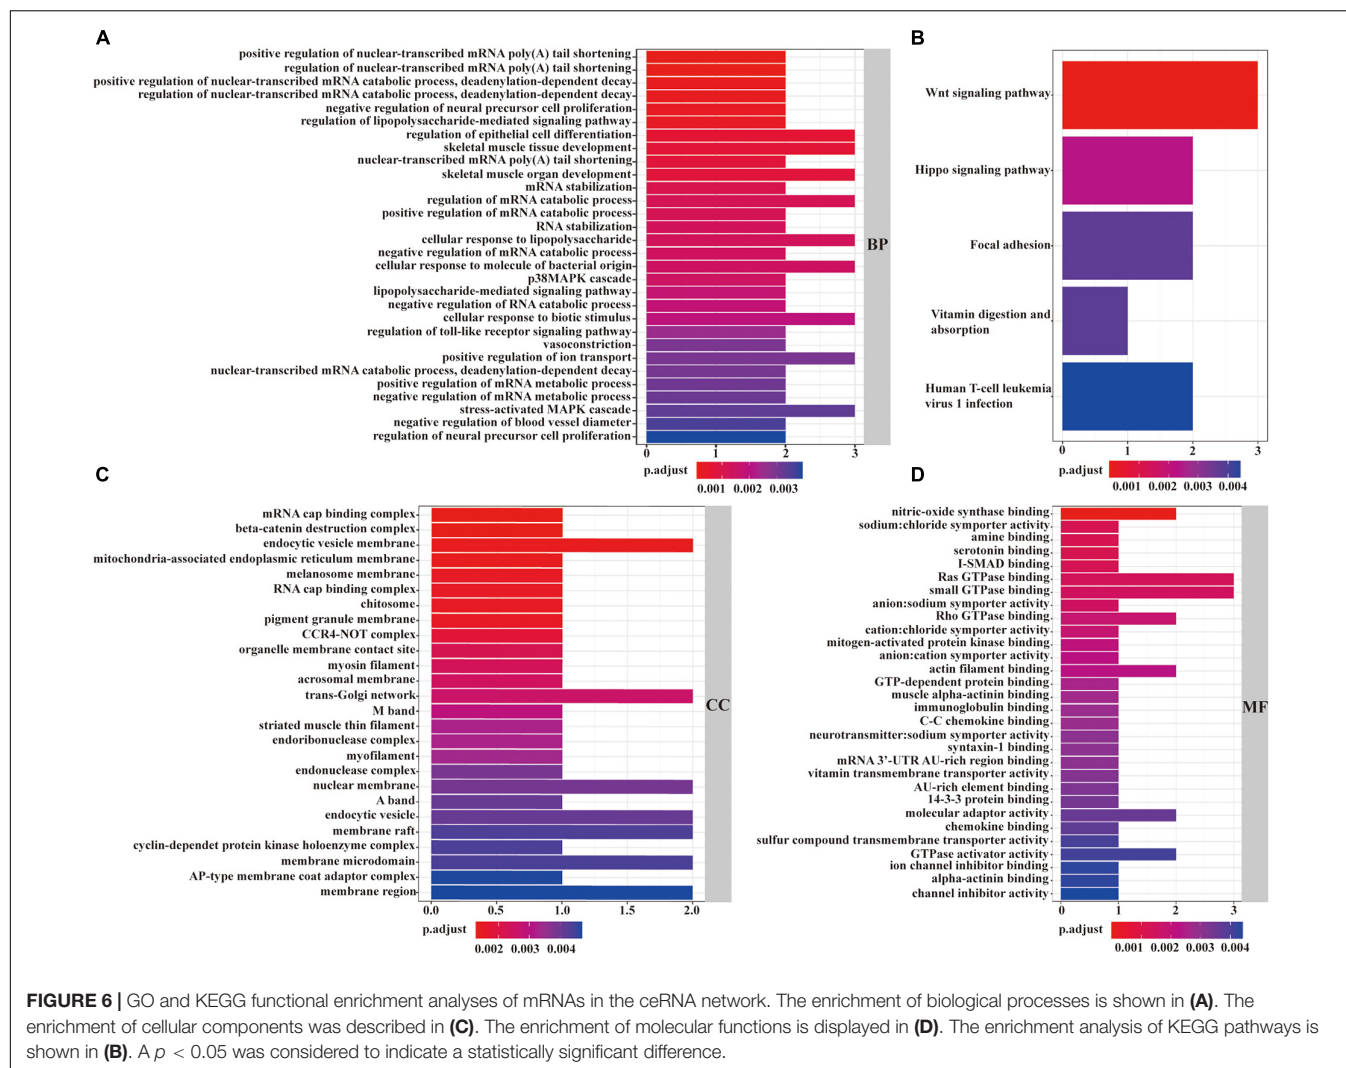 A
positive regulation of nuclear-transcribed mRNA poly(A) tail shortening
regulation of nuclear-transcribed mRNA poly(A) tail shortening
positive regulation of nuclear-transcribed mRNA catabolic process, deadenylation-dependent decay
regulation of nuclear-transcribed mRNA catabolic process, deadenylation-dependent decay
negative regulation of neural precursor cell proliferation
regulation of lipopolysaccharide-mediated signaling pathway
regulation of epithelial cell differentiation
skeletal muscle tissue development
nuclear-transcribed mRNA poly(A) tail shortening
skeletal muscle organ development
mRNA stabilization
regulation of mRNA catabolic process
positive regulation of mRNA catabolic process
RNA stabilization
cellular response to lipopolysaccharide
negative regulation of mRNA catabolic process
cellular response to molecule of bacterial origin
p38MAPK cascade
lipopolysaccharide-mediated signaling pathway
negative regulation of RNA catabolic process
cellular response to biotic stimulus
regulation of toll-like receptor signaling pathway
vasoconstriction
positive regulation of ion transport
nuclear-transcribed mRNA catabolic process, deadenylation-dependent decay
positive regulation of mRNA metabolic process
negative regulation of mRNA metabolic process
stress-activated MAPK cascade
negative regulation of blood vessel diameter
regulation of neural precursor cell proliferation
BP
0 1 2 3
p.adjust
0.001 0.002 0.003
B
Wnt signaling pathway
Hippo signaling pathway
Focal adhesion
Vitamin digestion and
absorption
Human T-cell leukemia
virus 1 infection
0 1 2 3
p.adjust
0.001 0.002 0.003 0.004
C
mRNA cap binding complex
beta-catenin destruction complex
endocytic vesicle membrane
mitochondria-associated endoplasmic reticulum membrane
melanosome membrane
RNA cap binding complex
chitosome
pigment granule membrane
CCR4-NOT complex
organelle membrane contact site
myosin filament
acrosomal membrane
trans-Golgi network
M band
striated muscle thin filament
endoribonuclease complex
myofilament
endonuclease complex
nuclear membrane
A band
endocytic vesicle
membrane raft
cyclin-dependet protein kinase holoenzyme complex
membrane microdomain
AP-type membrane coat adaptor complex
membrane region
CC
0.0 0.5 1.0 1.5 2.0
p.adjust
0.002 0.003 0.004
D
nitric-oxide synthase binding
sodium:chloride symporter activity
amine binding
serotonin binding
I-SMAD binding
Ras GTPase binding
small GTPase binding
anion:sodium symporter activity
Rho GTPase binding
cation:chloride symporter activity
mitogen-activated protein kinase binding
anion:cation symporter activity
actin filament binding
GTP-dependent protein binding
muscle alpha-actinin binding
immunoglobulin binding
C-C chemokine binding
neurotransmitter:sodium symporter activity
syntaxin-1 binding
mRNA 3'-UTR AU-rich region binding
vitamin transmembrane transporter activity
AU-rich element binding
14-3-3 protein binding
molecular adaptor activity
chemokine binding
sulfur compound transmembrane transporter activity
GTPase activator activity
ion channel inhibitor binding
alpha-actinin binding
channel inhibitor activity
MF
0 1 2 3
p.adjust
0.001 0.002 0.003 0.004
FIGURE 6 | GO and KEGG functional enrichment analyses of mRNAs in the ceRNA network. The enrichment of biological processes is shown in (A). The
enrichment of cellular components was described in (C). The enrichment of molecular functions is displayed in (D). The enrichment analysis of KEGG pathways is
shown in (B). A p < 0.05 was considered to indicate a statistically significant difference.